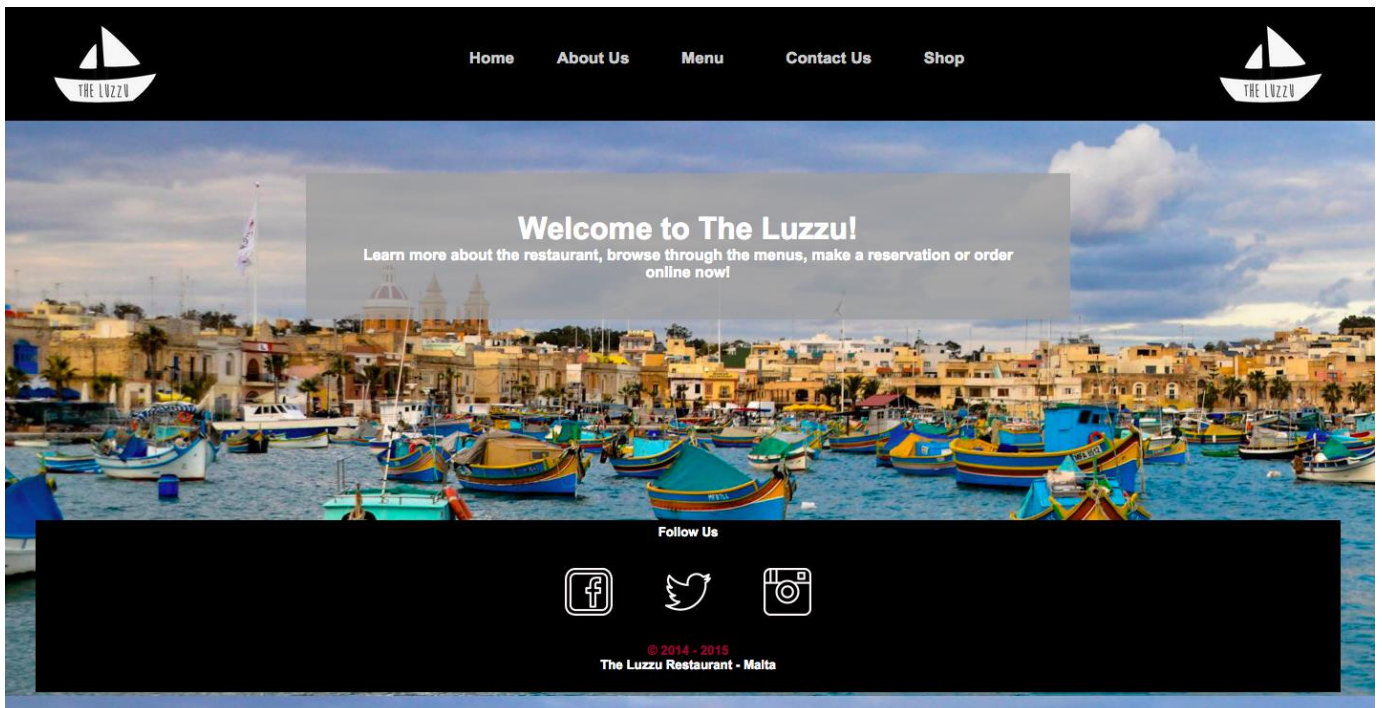 THE LUZZU
Home About Us Menu Contact Us Shop
THE LUZZU
Welcome to The Luzzu!
Learn more about the restaurant, browse through the menus, make a reservation or order
online now!
Follow Us
© 2014 - 2015
The Luzzu Restaurant - Malta